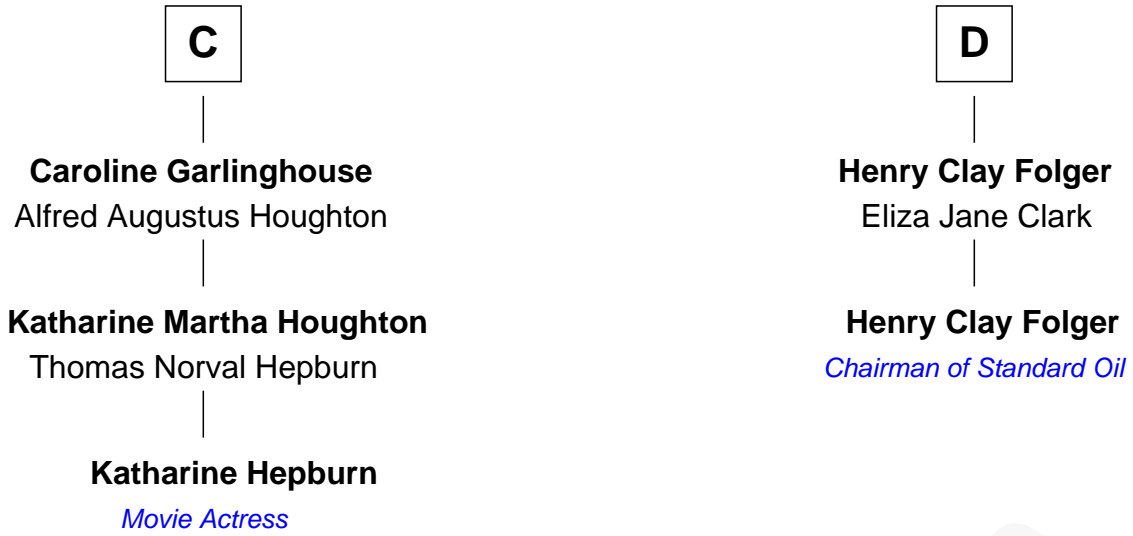 C
Caroline Garlinghouse
Alfred Augustus Houghton
Katharine Martha Houghton
Thomas Norval Hepburn
Katharine Hepburn
Movie Actress
D
Henry Clay Folger
Eliza Jane Clark
Henry Clay Folger
Chairman of Standard Oil